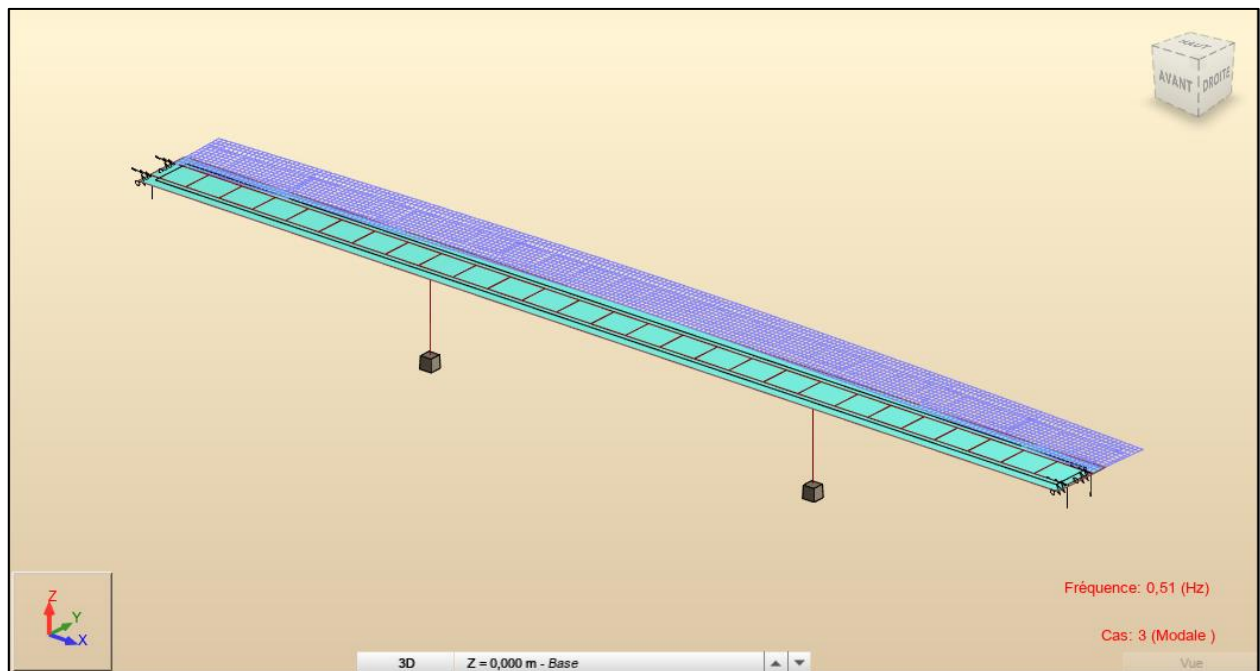 HAUT
AVANT
DROITE
Z
Y
X
Fréquence: 0,51 (Hz)
Cas: 3 (Modale )
3D
Z = 0,000 m - Base
Vue